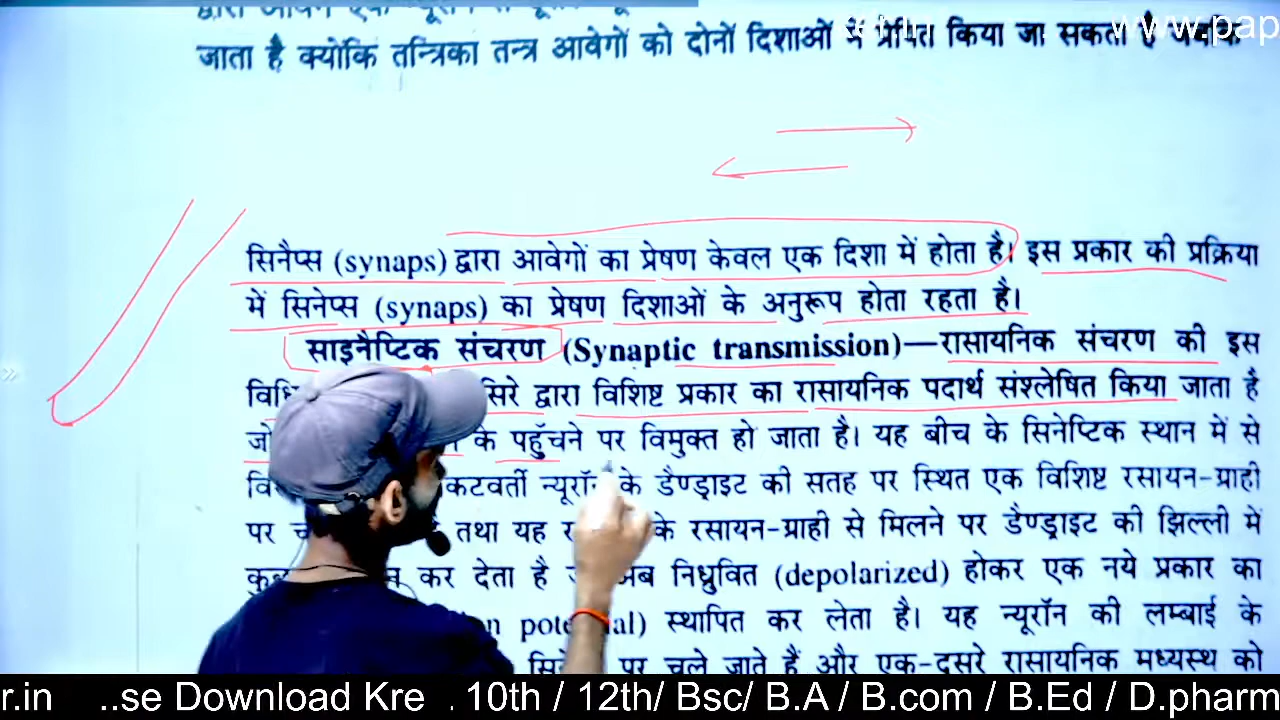 www.pap
जाता है क्योंकि तन्त्रिका तन्त्र आवेगों को दोनों दिशाओं में प्रेषित किया जा सकता है
सिनैप्स (synaps) द्वारा आवेगों का प्रेषण केवल एक दिशा में होता है। इस प्रकार की प्रक्रिया
में सिनेप्स (synaps) का प्रेषण दिशाओं के अनुरूप होता रहता है।
साइनैप्टिक संचरण (Synaptic transmission)—रासायनिक संचरण की इस
सिरे द्वारा विशिष्ट प्रकार का रासायनिक पदार्थ संश्लेषित किया जाता है
जो के पहुँचने पर विमुक्त हो जाता है। यह बीच के सिनेप्टिक स्थान में से
न्यूरॉन के डैण्ड्राइट की सतह पर स्थित एक विशिष्ट रसायन-प्राही
पर तथा यह के रसायन-प्राही से मिलने पर डैण्ड्राइट की झिल्ली में
कर देता है निध्रुवित (depolarized) होकर एक नये प्रकार का
स्थापित कर लेता है। यह न्यूरॉन की लम्बाई के
पर चले जाते हैं और एक-दूसरे रासायनिक मध्यस्थ को
r.in ..se Download Kre . 10th / 12th/ Bsc/ B.A / B.com / B.Ed / D.pharm